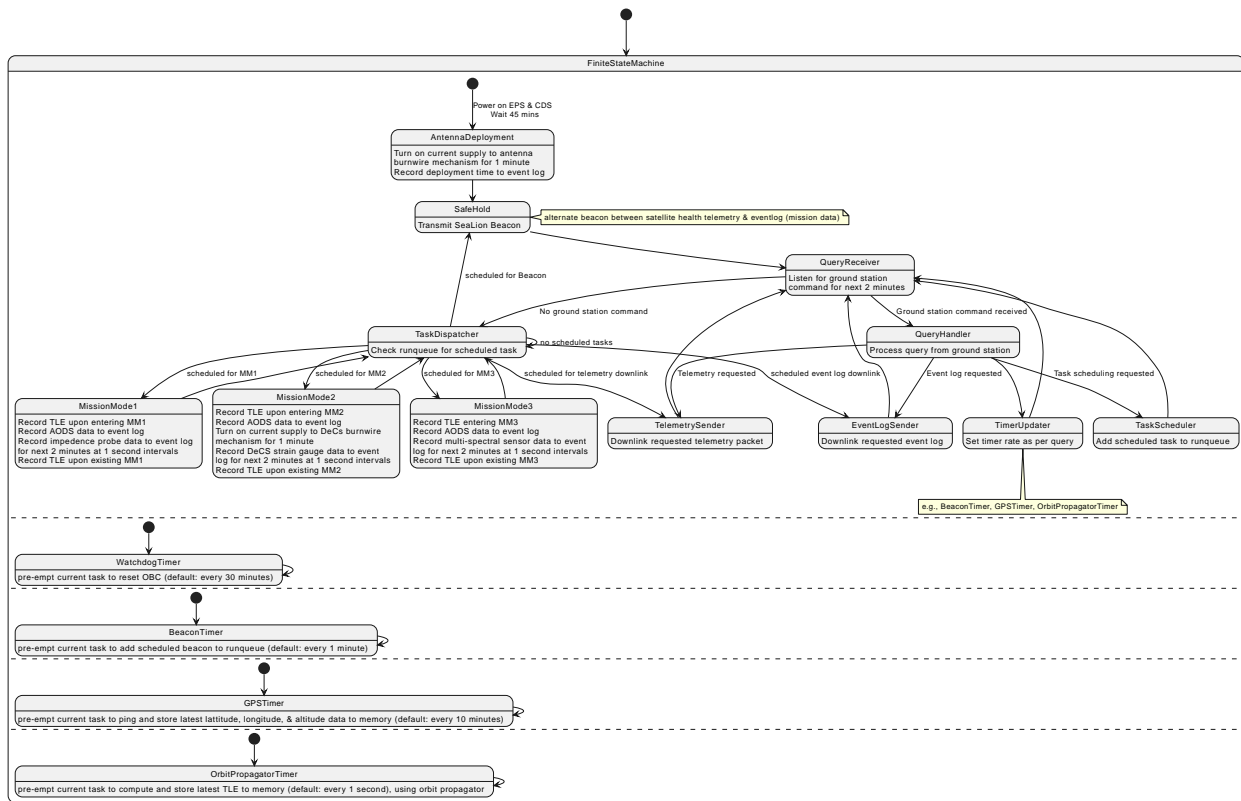 FiniteStateMachine
Power on EPS & CDS
Wait 45 mins
AntennaDeployment
Turn on current supply to antenna
burnwire mechanism for 1 minute
Record deployment time to event log
SafeHold
Transmit SeaLion Beacon
alternate beacon between satellite health telemetry & eventlog (mission data)
QueryReceiver
Listen for ground station
command for next 2 minutes
scheduled for Beacon
No ground station command
Ground station command received
TaskDispatcher
Check runqueue for scheduled task
no scheduled tasks
QueryHandler
Process query from ground station
scheduled for MM1
scheduled for MM2
scheduled for MM3
scheduled for telemetry downlink
Telemetry requested
scheduled event log downlink
Event log requested
Task scheduling requested
MissionMode1
Record TLE upon entering MM1
Record AODS data to event log
Record impedence probe data to event log
for next 2 minutes at 1 second intervals
Record TLE upon existing MM1
MissionMode2
Record TLE upon entering MM2
Record AODS data to event log
Turn on current supply to DeCs burnwire
mechanism for 1 minute
Record DeCS strain gauge data to event
log for next 2 minutes at 1 second intervals
Record TLE upon existing MM2
MissionMode3
Record TLE entering MM3
Record AODS data to event log
Record multi-spectral sensor data to event
log for next 2 minutes at 1 second intervals
Record TLE upon existing MM3
TelemetrySender
Downlink requested telemetry packet
EventLogSender
Downlink requested event log
TimerUpdater
Set timer rate as per query
TaskScheduler
Add scheduled task to runqueue
e.g., BeaconTimer, GPSTimer, OrbitPropagatorTimer
WatchdogTimer
pre-empt current task to reset OBC (default: every 30 minutes)
BeaconTimer
pre-empt current task to add scheduled beacon to runqueue (default: every 1 minute)
GPSTimer
pre-empt current task to ping and store latest lattitude, longitude, & altitude data to memory (default: every 10 minutes)
OrbitPropagatorTimer
pre-empt current task to compute and store latest TLE to memory (default: every 1 second), using orbit propagator